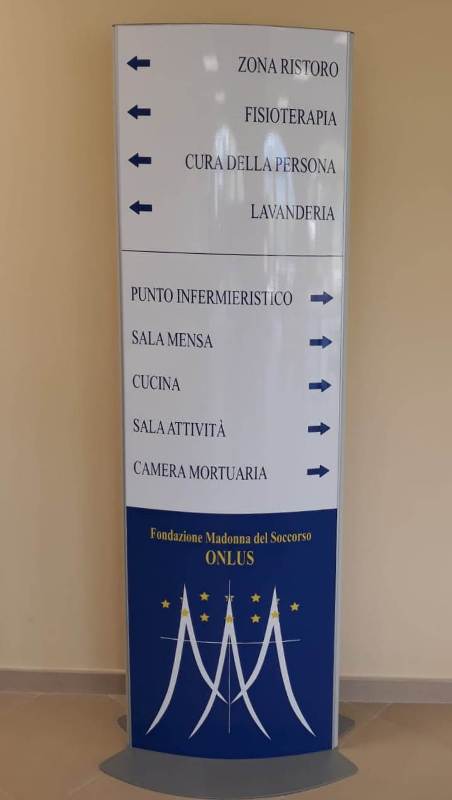 ZONA RISTORO
FISIOTERAPIA
CURA DELLA PERSONA
LAVANDERIA
PUNTO INFERMIERISTICO
SALA MENSA
CUCINA
SALA ATTIVITÀ
CAMERA MORTUARIA
Fondazione Madonna del Soccorso
ONLUS